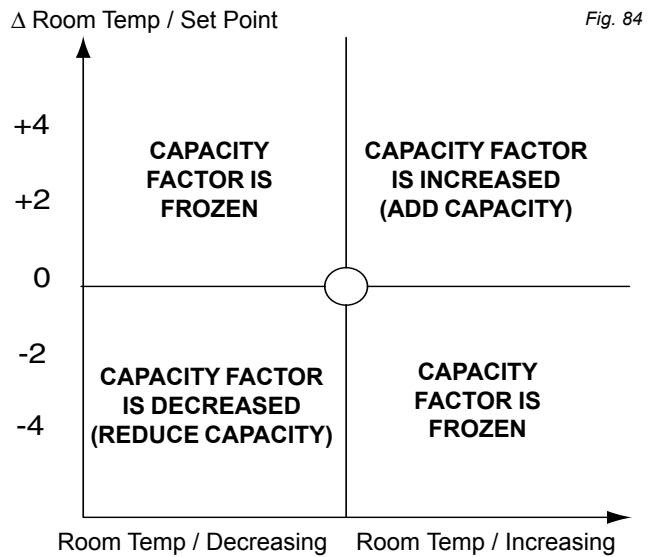 Δ Room Temp / Set Point
Fig. 84
+4
+2
0
-2
-4
CAPACITY
FACTOR IS
FROZEN
CAPACITY FACTOR
IS INCREASED
(ADD CAPACITY)
CAPACITY FACTOR
IS DECREASED
(REDUCE CAPACITY)
CAPACITY
FACTOR IS
FROZEN
Room Temp / Decreasing
Room Temp / Increasing